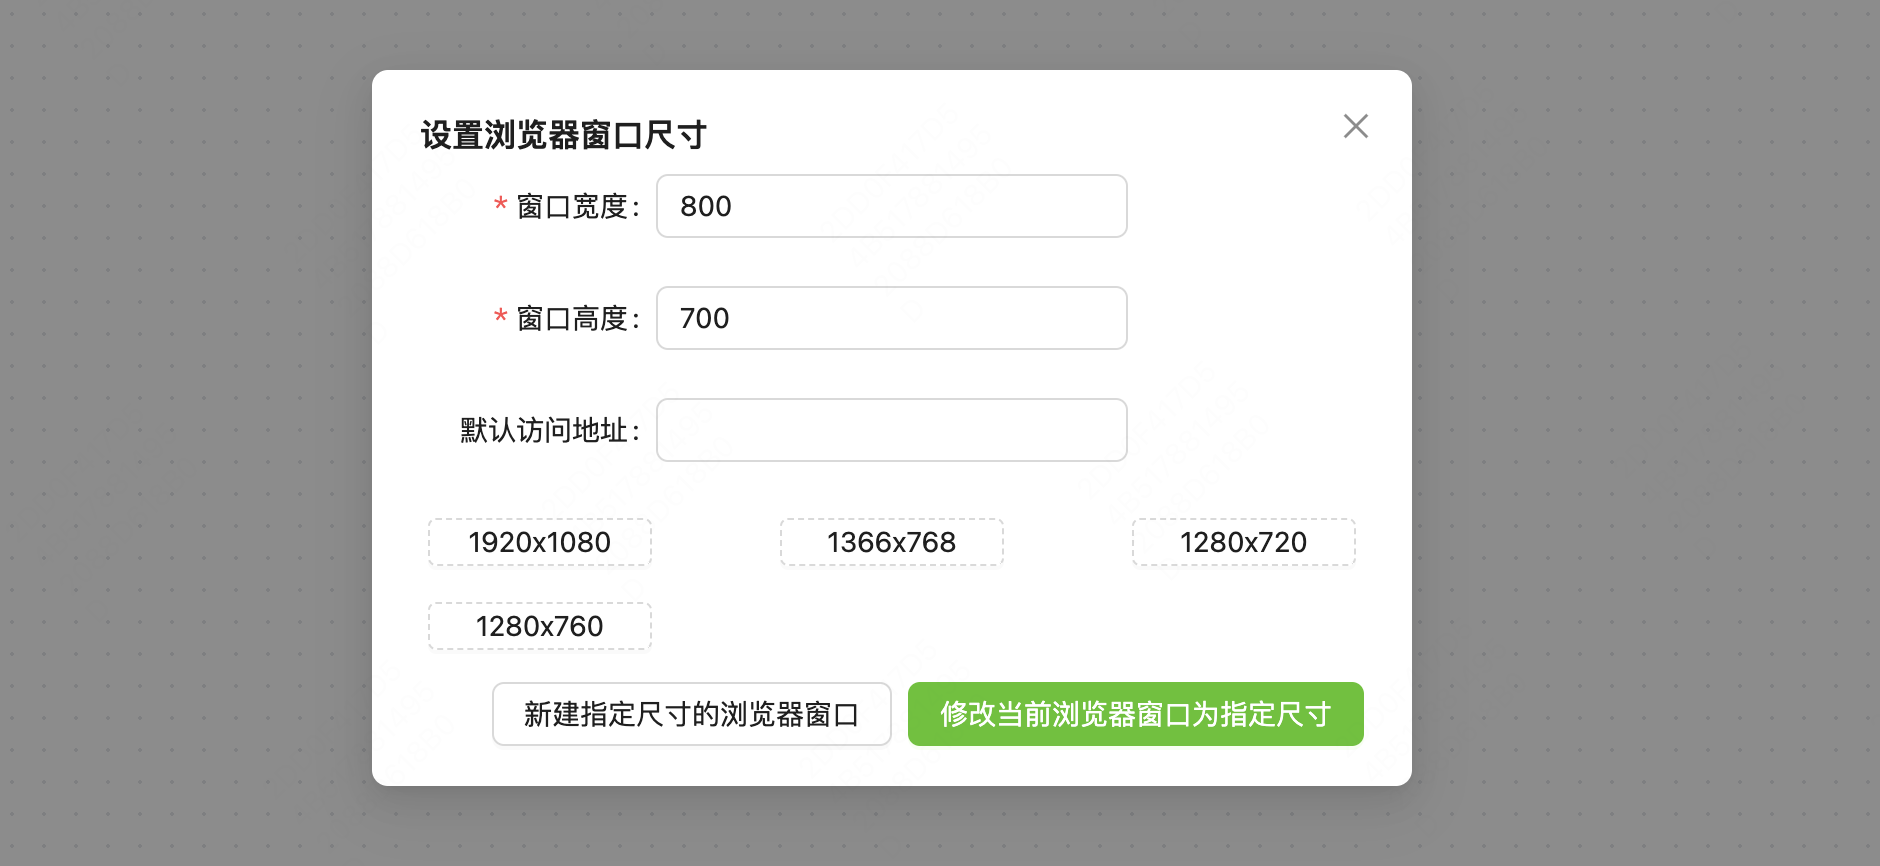 设置浏览器窗口尺寸
* 窗口宽度: 800
* 窗口高度: 700
默认访问地址:
1920x1080 1366x768 1280x720
1280x760
新建指定尺寸的浏览器窗口 修改当前浏览器窗口为指定尺寸